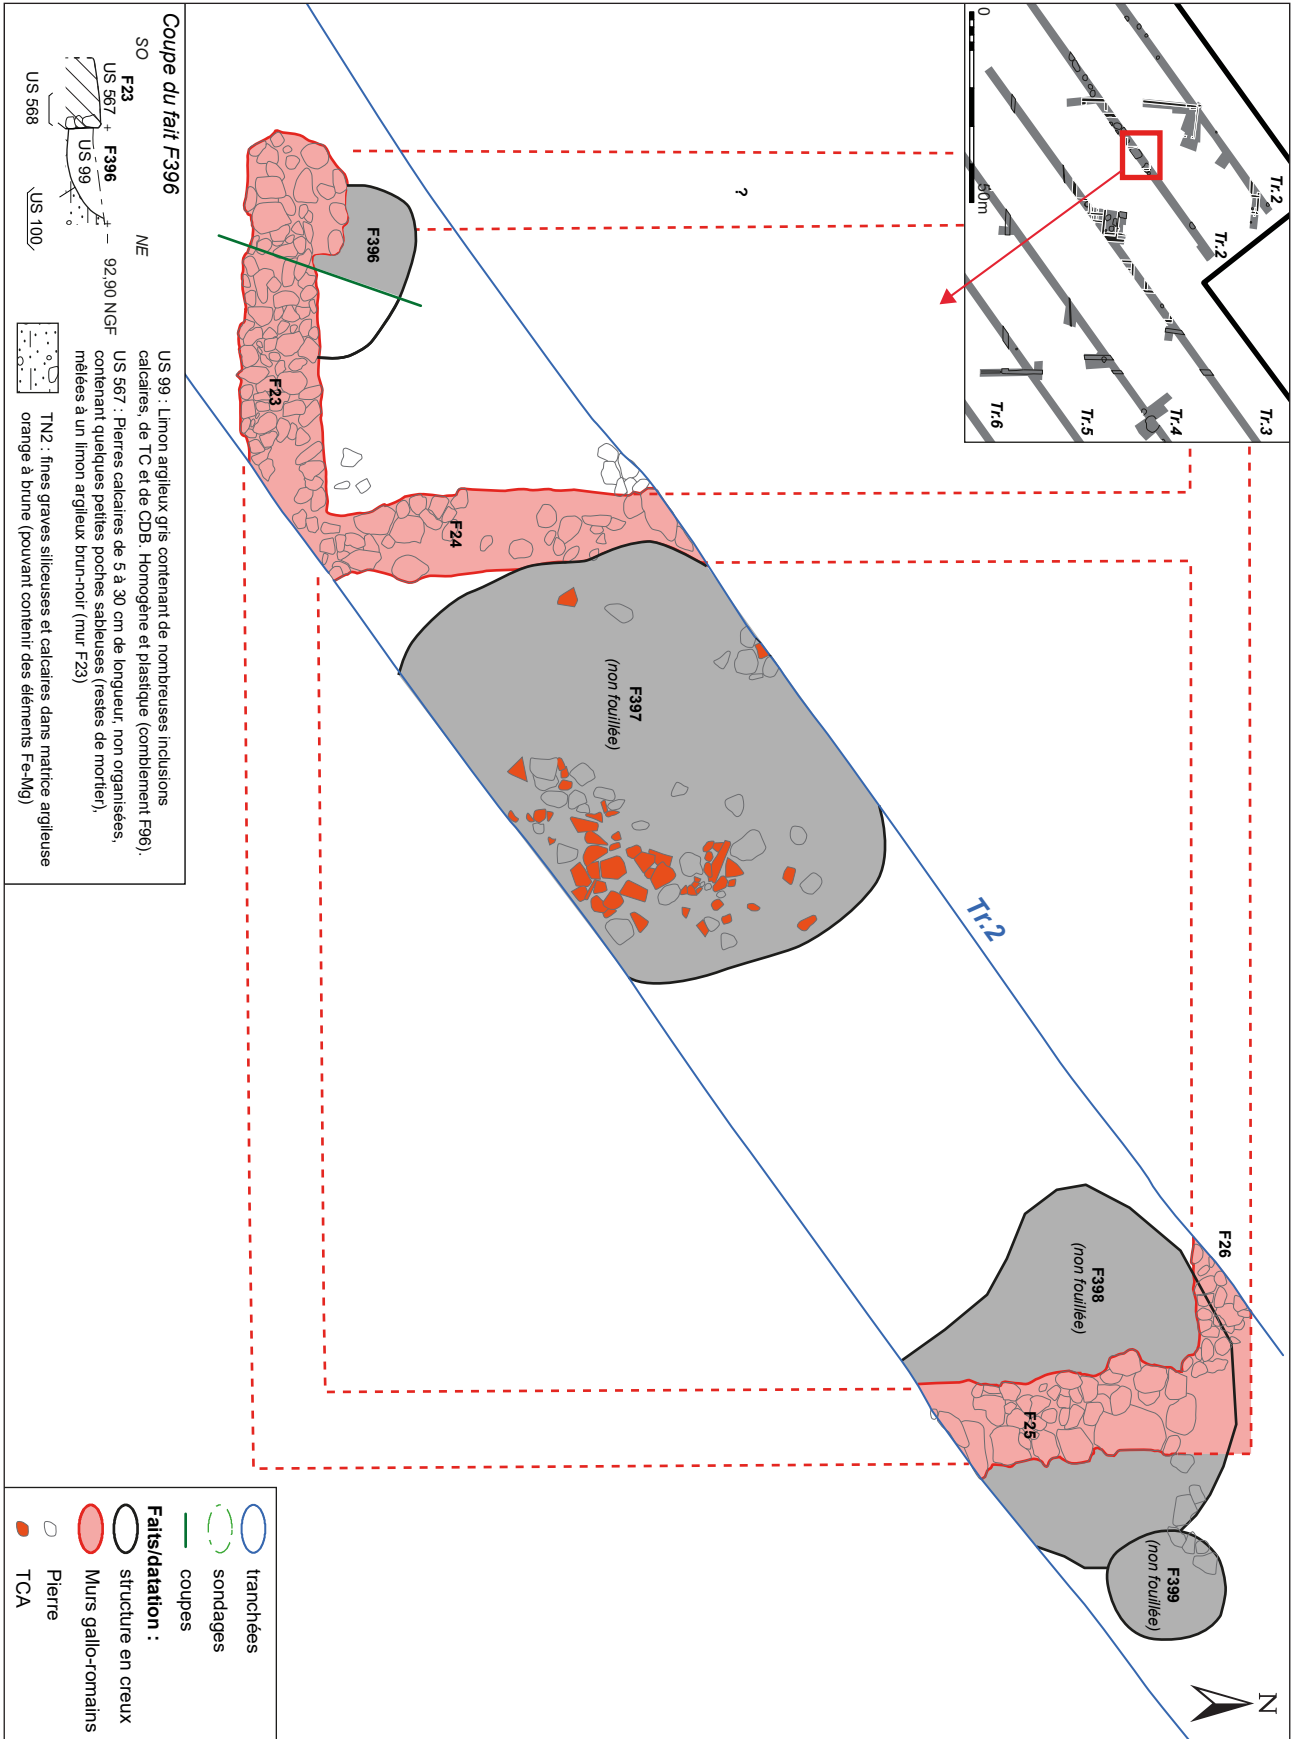 Tr.2
Tr.2
Tr.3
Tr.4
Tr.5
Tr.6
0
50m
Coupe du fait F396
SO
NE
F23
US 567
F396
US 99
92,90 NGF
US 568
US 100
US 99 : Limon argileux gris contenant de nombreuses inclusions
calcaires, de TC et de CDB. Homogène et plastique (comblement F96).
US 567 : Pierres calcaires de 5 à 30 cm de longueur, non organisées,
contenant quelques petites poches sableuses (restes de mortier),
mêlées à un limon argileux brun-noir (mur F23)
TN2 : fines graves siliceuses et calcaires dans matrice argileuse
orange à brune (pouvant contenir des éléments Fe-Mg)
?
F396
F23
F24
F397
(non fouillée)
Tr.2
F26
F398
(non fouillée)
F25
F399
(non fouillée)
N
tranchées
sondages
coupes
Faits/datation :
structure en creux
Murs gallo-romains
Pierre
TCA